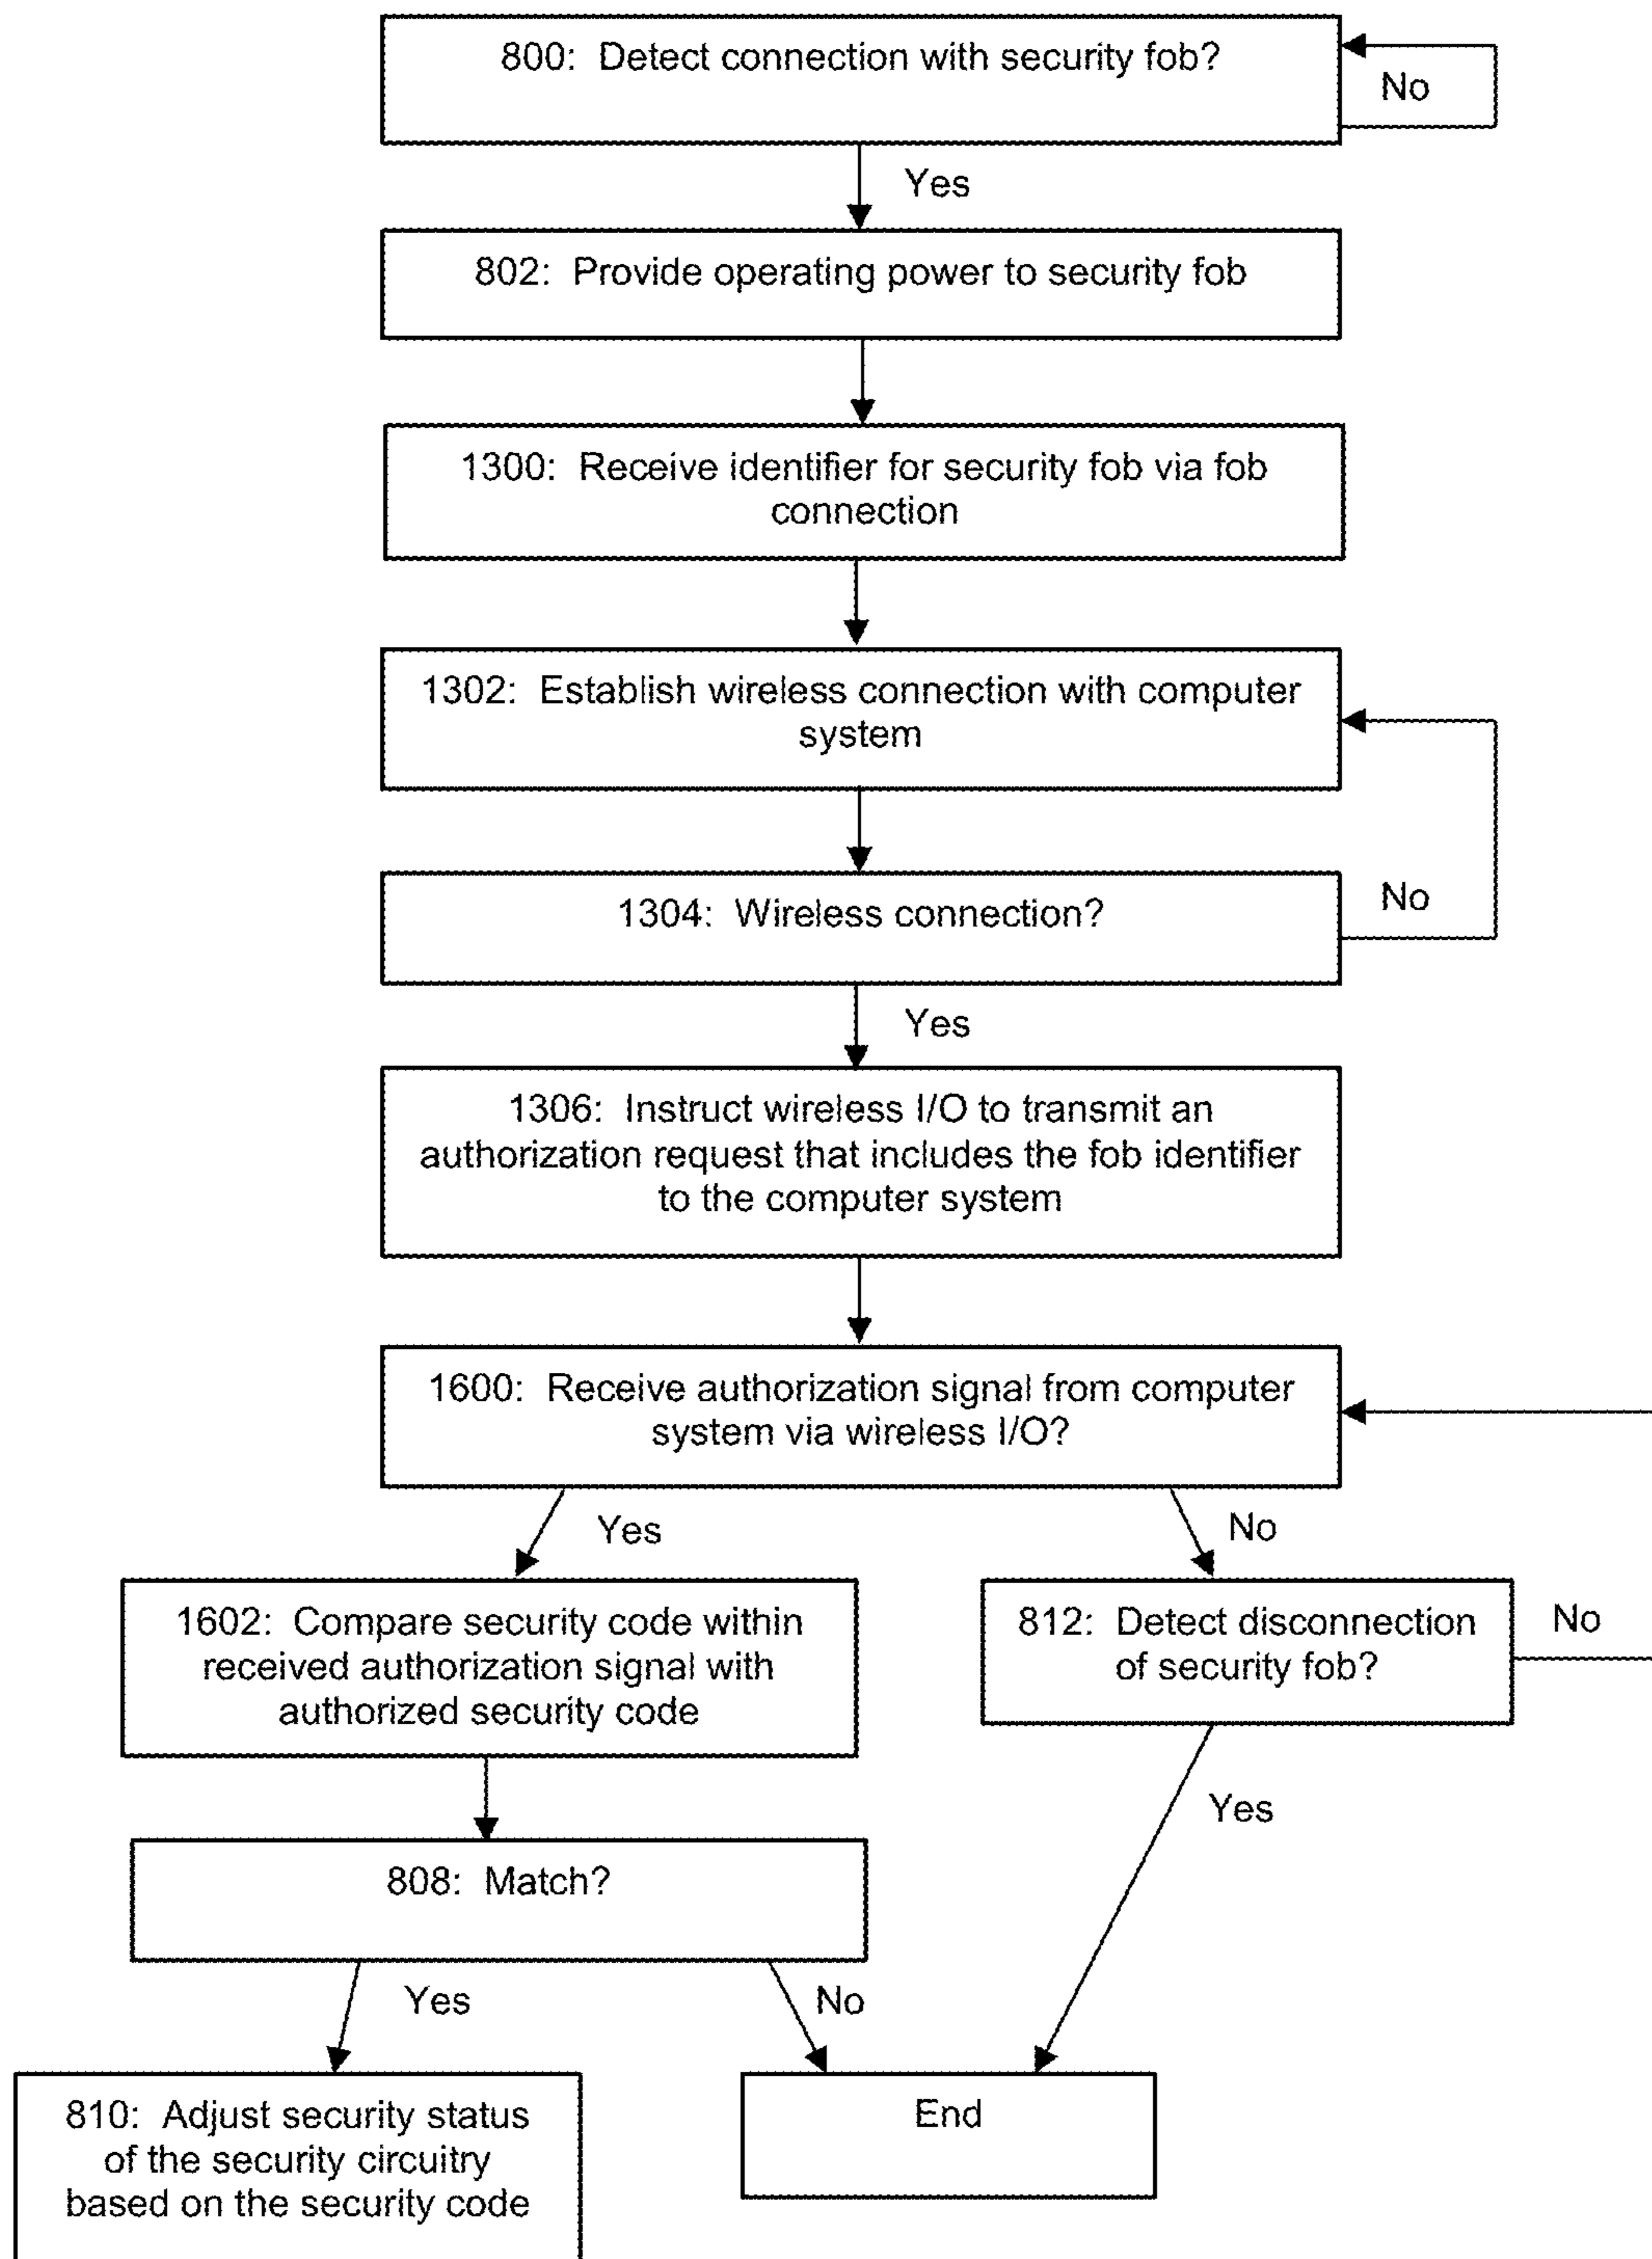 800: Detect connection with security fob?
No
Yes
802: Provide operating power to security fob
1300: Receive identifier for security fob via fob
connection
1302: Establish wireless connection with computer
system
1304: Wireless connection?
No
Yes
1306: Instruct wireless I/O to transmit an
authorization request that includes the fob identifier
to the computer system
1600: Receive authorization signal from computer
system via wireless I/O?
Yes
No
1602: Compare security code within
received authorization signal with
authorized security code
812: Detect disconnection
of security fob?
No
Yes
808: Match?
Yes
No
810: Adjust security status
of the security circuitry
based on the security code
End